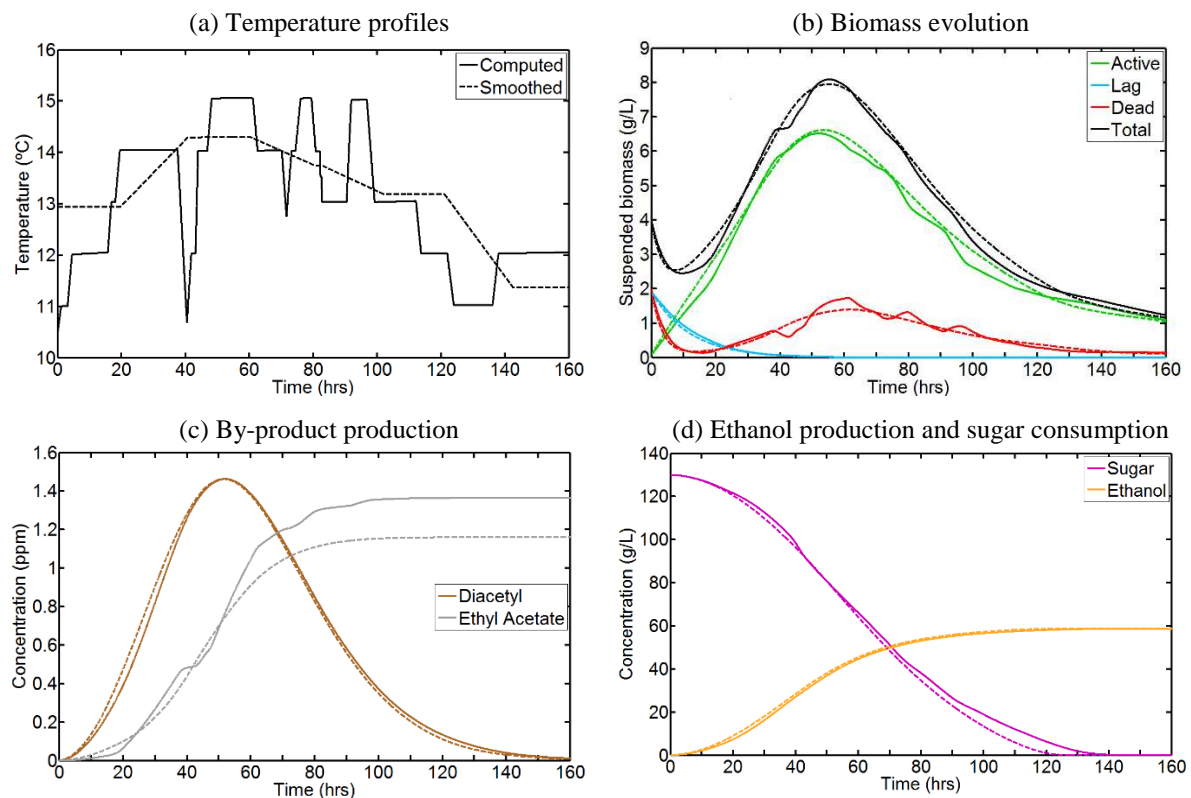 (a) Temperature profiles
16
15
14
13
12
11
10
Temperature (ºC)
Computed
Smoothed
0 20 40 60 80 100 120 140 160
Time (hrs)
(b) Biomass evolution
9
8
7
6
5
4
3
2
1
0
Suspended biomass (g/L)
Active
Lag
Dead
Total
0 20 40 60 80 100 120 140 160
Time (hrs)
(c) By-product production
1.6
1.4
1.2
1
0.8
0.6
0.4
0.2
0
Concentration (ppm)
Diacetyl
Ethyl Acetate
0 20 40 60 80 100 120 140 160
Time (hrs)
(d) Ethanol production and sugar consumption
140
120
100
80
60
40
20
0
Concentration (g/L)
Sugar
Ethanol
0 20 40 60 80 100 120 140 160
Time (hrs)